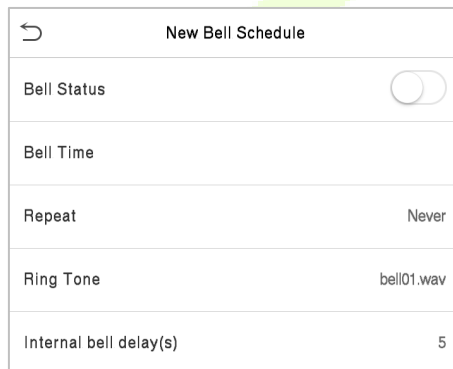 New Bell Schedule
Bell Status
Bell Time
Repeat Never
Ring Tone bell01.wav
Internal bell delay(s) 5